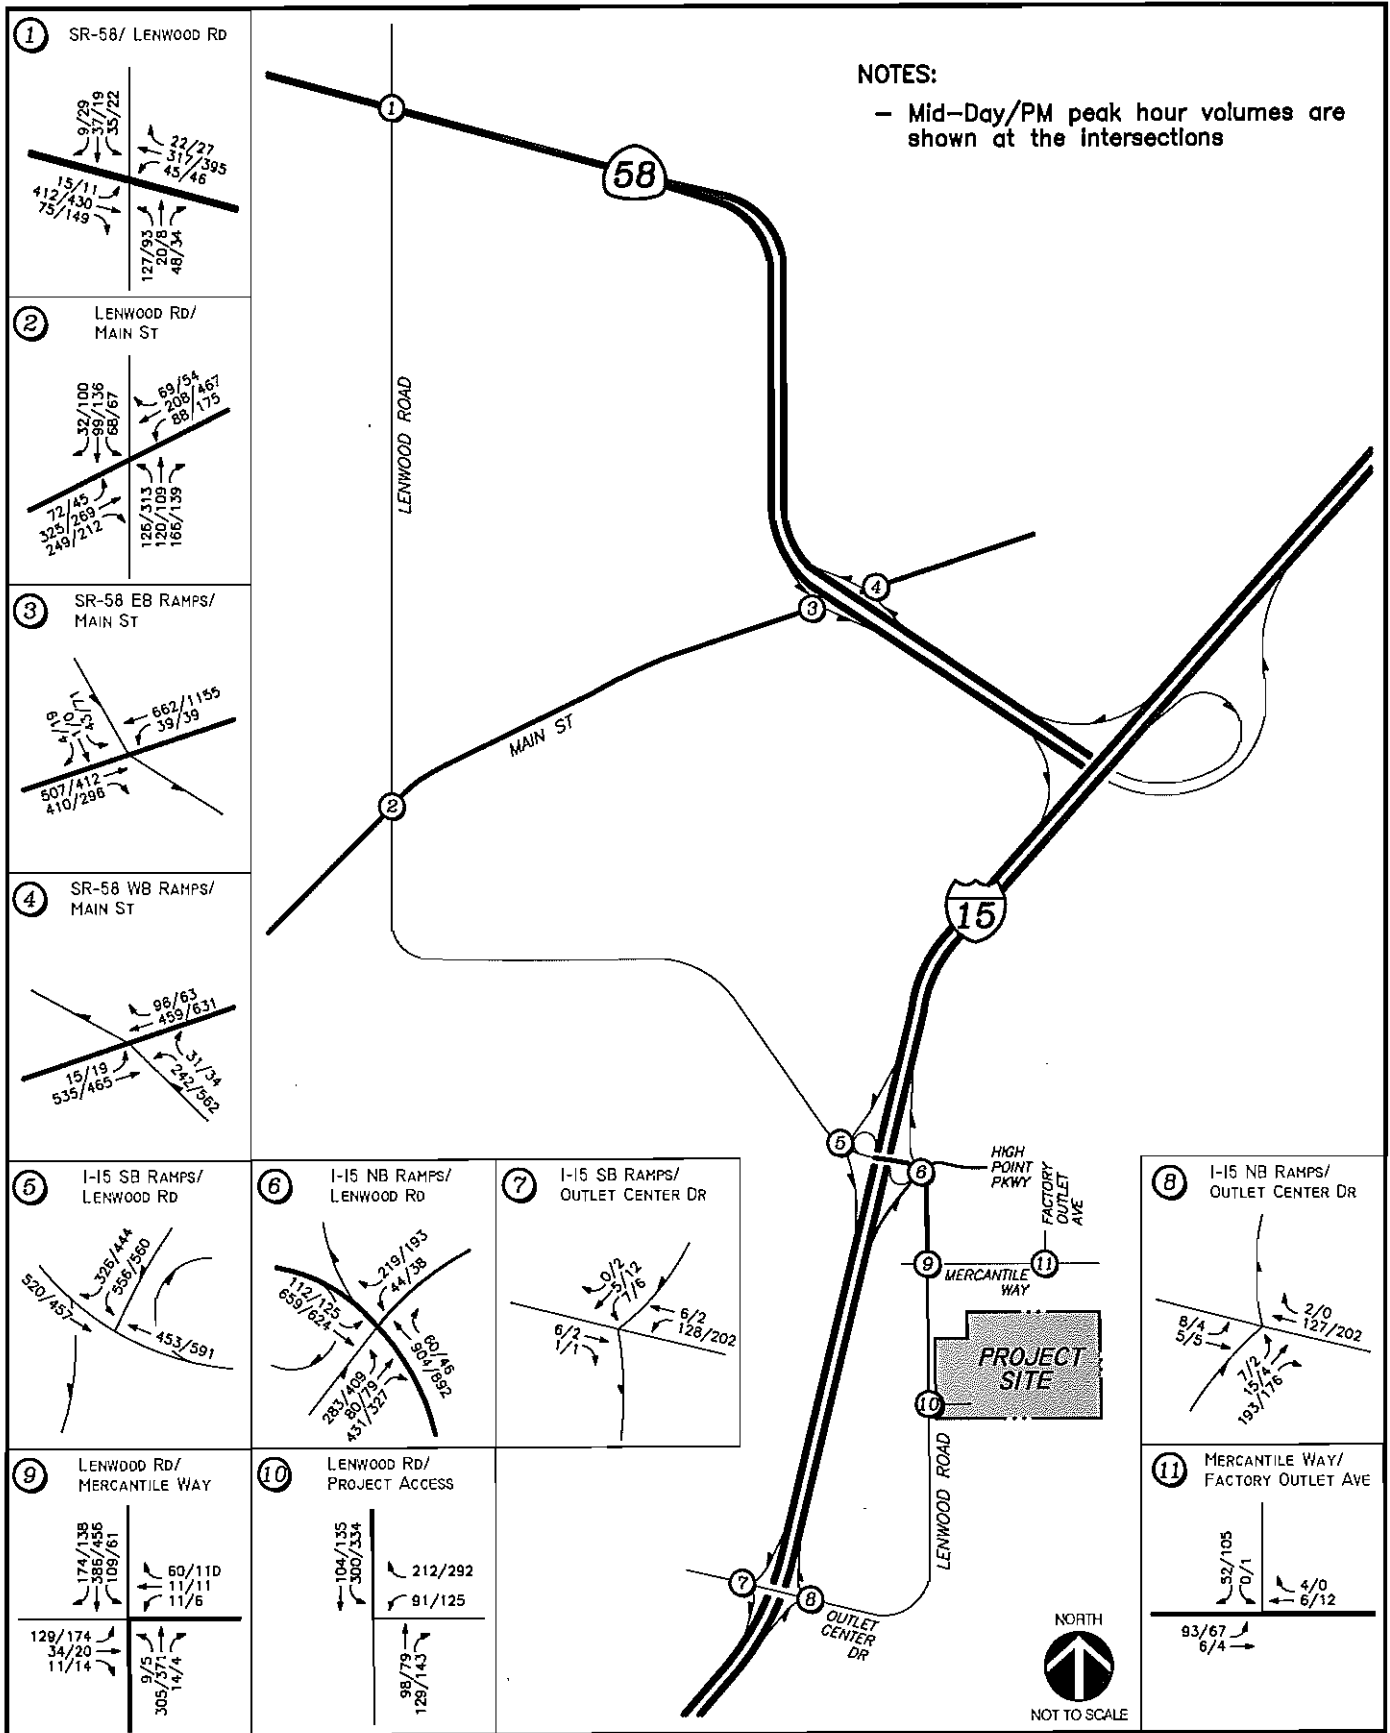 1 SR-58/ LENWOOD RD
9/29
37/19
35/22
22/27
317/395
45/46
15/11
412/430
75/149
127/93
20/8
48/34
NOTES:
– Mid-Day/PM peak hour volumes are
shown at the intersections
1
58
2 LENWOOD RD/
MAIN ST
32/100
99/136
68/67
69/54
208/467
88/175
72/45
325/269
249/212
126/313
120/109
166/139
LENWOOD ROAD
3 SR-58 EB RAMPS/
MAIN ST
4/19
1/0
43/71
662/1155
39/39
507/412
410/296
4
3
MAIN ST
2
4 SR-58 WB RAMPS/
MAIN ST
96/63
459/631
15/19
535/465
31/34
242/562
15
5
6
HIGH
POINT
PKWY
FACTORY
OUTLET
AVE
9
MERCANTILE
WAY
11
PROJECT
SITE
10
LENWOOD ROAD
7
8
OUTLET
CENTER
DR
5 I-15 SB RAMPS/
LENWOOD RD
326/444
556/560
520/457
453/591
6 I-15 NB RAMPS/
LENWOOD RD
219/193
44/38
112/125
659/624
60/46
904/892
283/409
80/79
431/327
7 I-15 SB RAMPS/
OUTLET CENTER DR
0/2
5/12
7/6
6/2
128/202
6/2
1/1
8 I-15 NB RAMPS/
OUTLET CENTER DR
2/0
127/202
8/4
5/5
7/2
15/4
193/176
9 LENWOOD RD/
MERCANTILE WAY
174/138
386/456
109/61
60/110
11/11
11/6
129/174
34/20
11/14
9/5
305/371
14/4
10 LENWOOD RD/
PROJECT ACCESS
104/135
300/334
212/292
91/125
98/79
129/143
11 MERCANTILE WAY/
FACTORY OUTLET AVE
52/105
0/1
4/0
6/12
93/67
6/4
NORTH
NOT TO SCALE